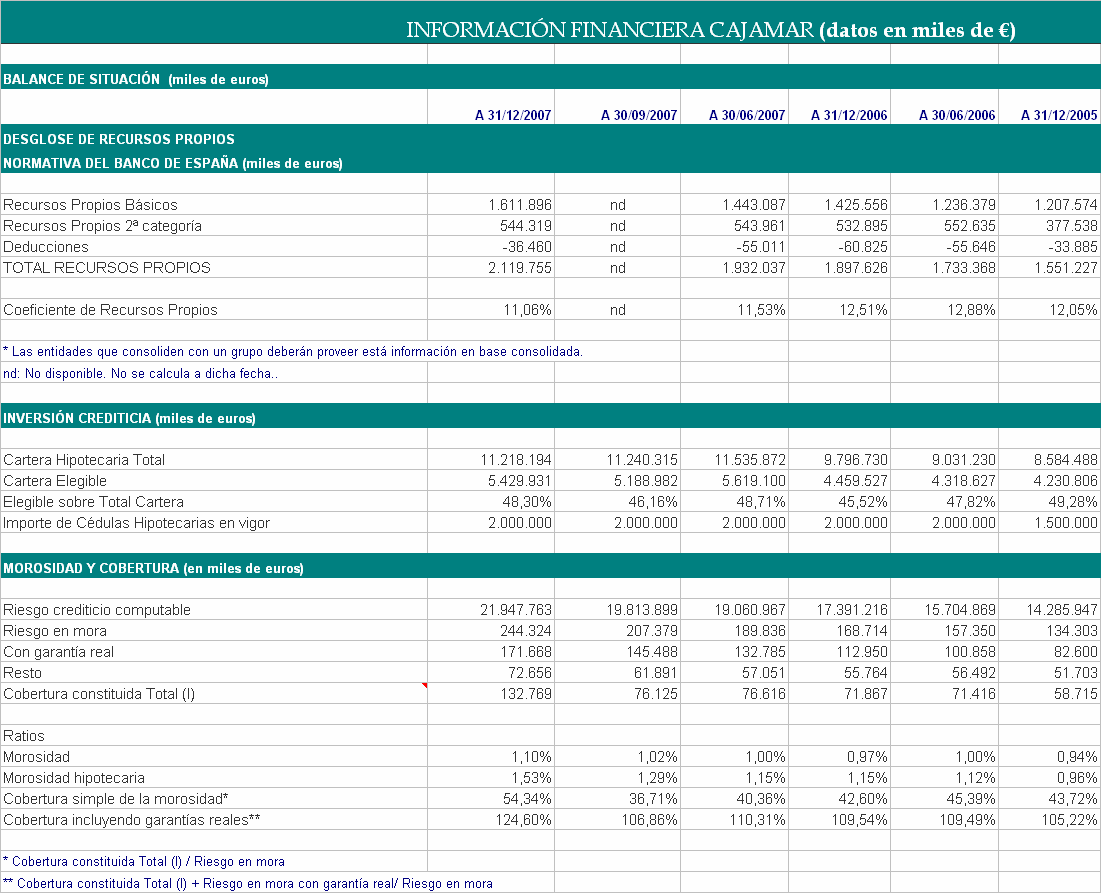 INFORMACIÓN FINANCIERA CAJAMAR (datos en miles de €)
BALANCE DE SITUACIÓN (miles de euros)
A 31/12/2007 A 30/09/2007 A 30/06/2007 A 31/12/2006 A 30/06/2006 A 31/12/2005
DESGLOSE DE RECURSOS PROPIOS
NORMATIVA DEL BANCO DE ESPAÑA (miles de euros)
Recursos Propios Básicos 1.611.896 nd 1.443.087 1.425.556 1.236.379 1.207.574
Recursos Propios 2ª categoría 544.319 nd 543.961 532.895 552.635 377.538
Deducciones -36.460 nd -55.011 -60.825 -55.646 -33.885
TOTAL RECURSOS PROPIOS 2.119.755 nd 1.932.037 1.897.626 1.733.368 1.551.227
Coeficiente de Recursos Propios 11,06% nd 11,53% 12,51% 12,88% 12,05%
* Las entidades que consoliden con un grupo deberán proveer está información en base consolidada.
nd: No disponible. No se calcula a dicha fecha..
INVERSIÓN CREDITICIA (miles de euros)
Cartera Hipotecaria Total 11.218.194 11.240.315 11.535.872 9.796.730 9.031.230 8.584.488
Cartera Elegible 5.429.931 5.188.982 5.619.100 4.459.527 4.318.627 4.230.806
Elegible sobre Total Cartera 48,30% 46,16% 48,71% 45,52% 47,82% 49,28%
Importe de Cédulas Hipotecarias en vigor 2.000.000 2.000.000 2.000.000 2.000.000 2.000.000 1.500.000
MOROSIDAD Y COBERTURA (en miles de euros)
Riesgo crediticio computable 21.947.763 19.813.899 19.060.967 17.391.216 15.704.869 14.285.947
Riesgo en mora 244.324 207.379 189.836 168.714 157.350 134.303
Con garantía real 171.668 145.488 132.785 112.950 100.858 82.600
Resto 72.656 61.891 57.051 55.764 56.492 51.703
Cobertura constituida Total (I) 132.769 76.125 76.616 71.867 71.416 58.715
Ratios
Morosidad 1,10% 1,02% 1,00% 0,97% 1,00% 0,94%
Morosidad hipotecaria 1,53% 1,29% 1,15% 1,15% 1,12% 0,96%
Cobertura simple de la morosidad* 54,34% 36,71% 40,36% 42,60% 45,39% 43,72%
Cobertura incluyendo garantías reales** 124,60% 106,86% 110,31% 109,54% 109,49% 105,22%
* Cobertura constituida Total (I) / Riesgo en mora
** Cobertura constituida Total (I) + Riesgo en mora con garantía real/ Riesgo en mora